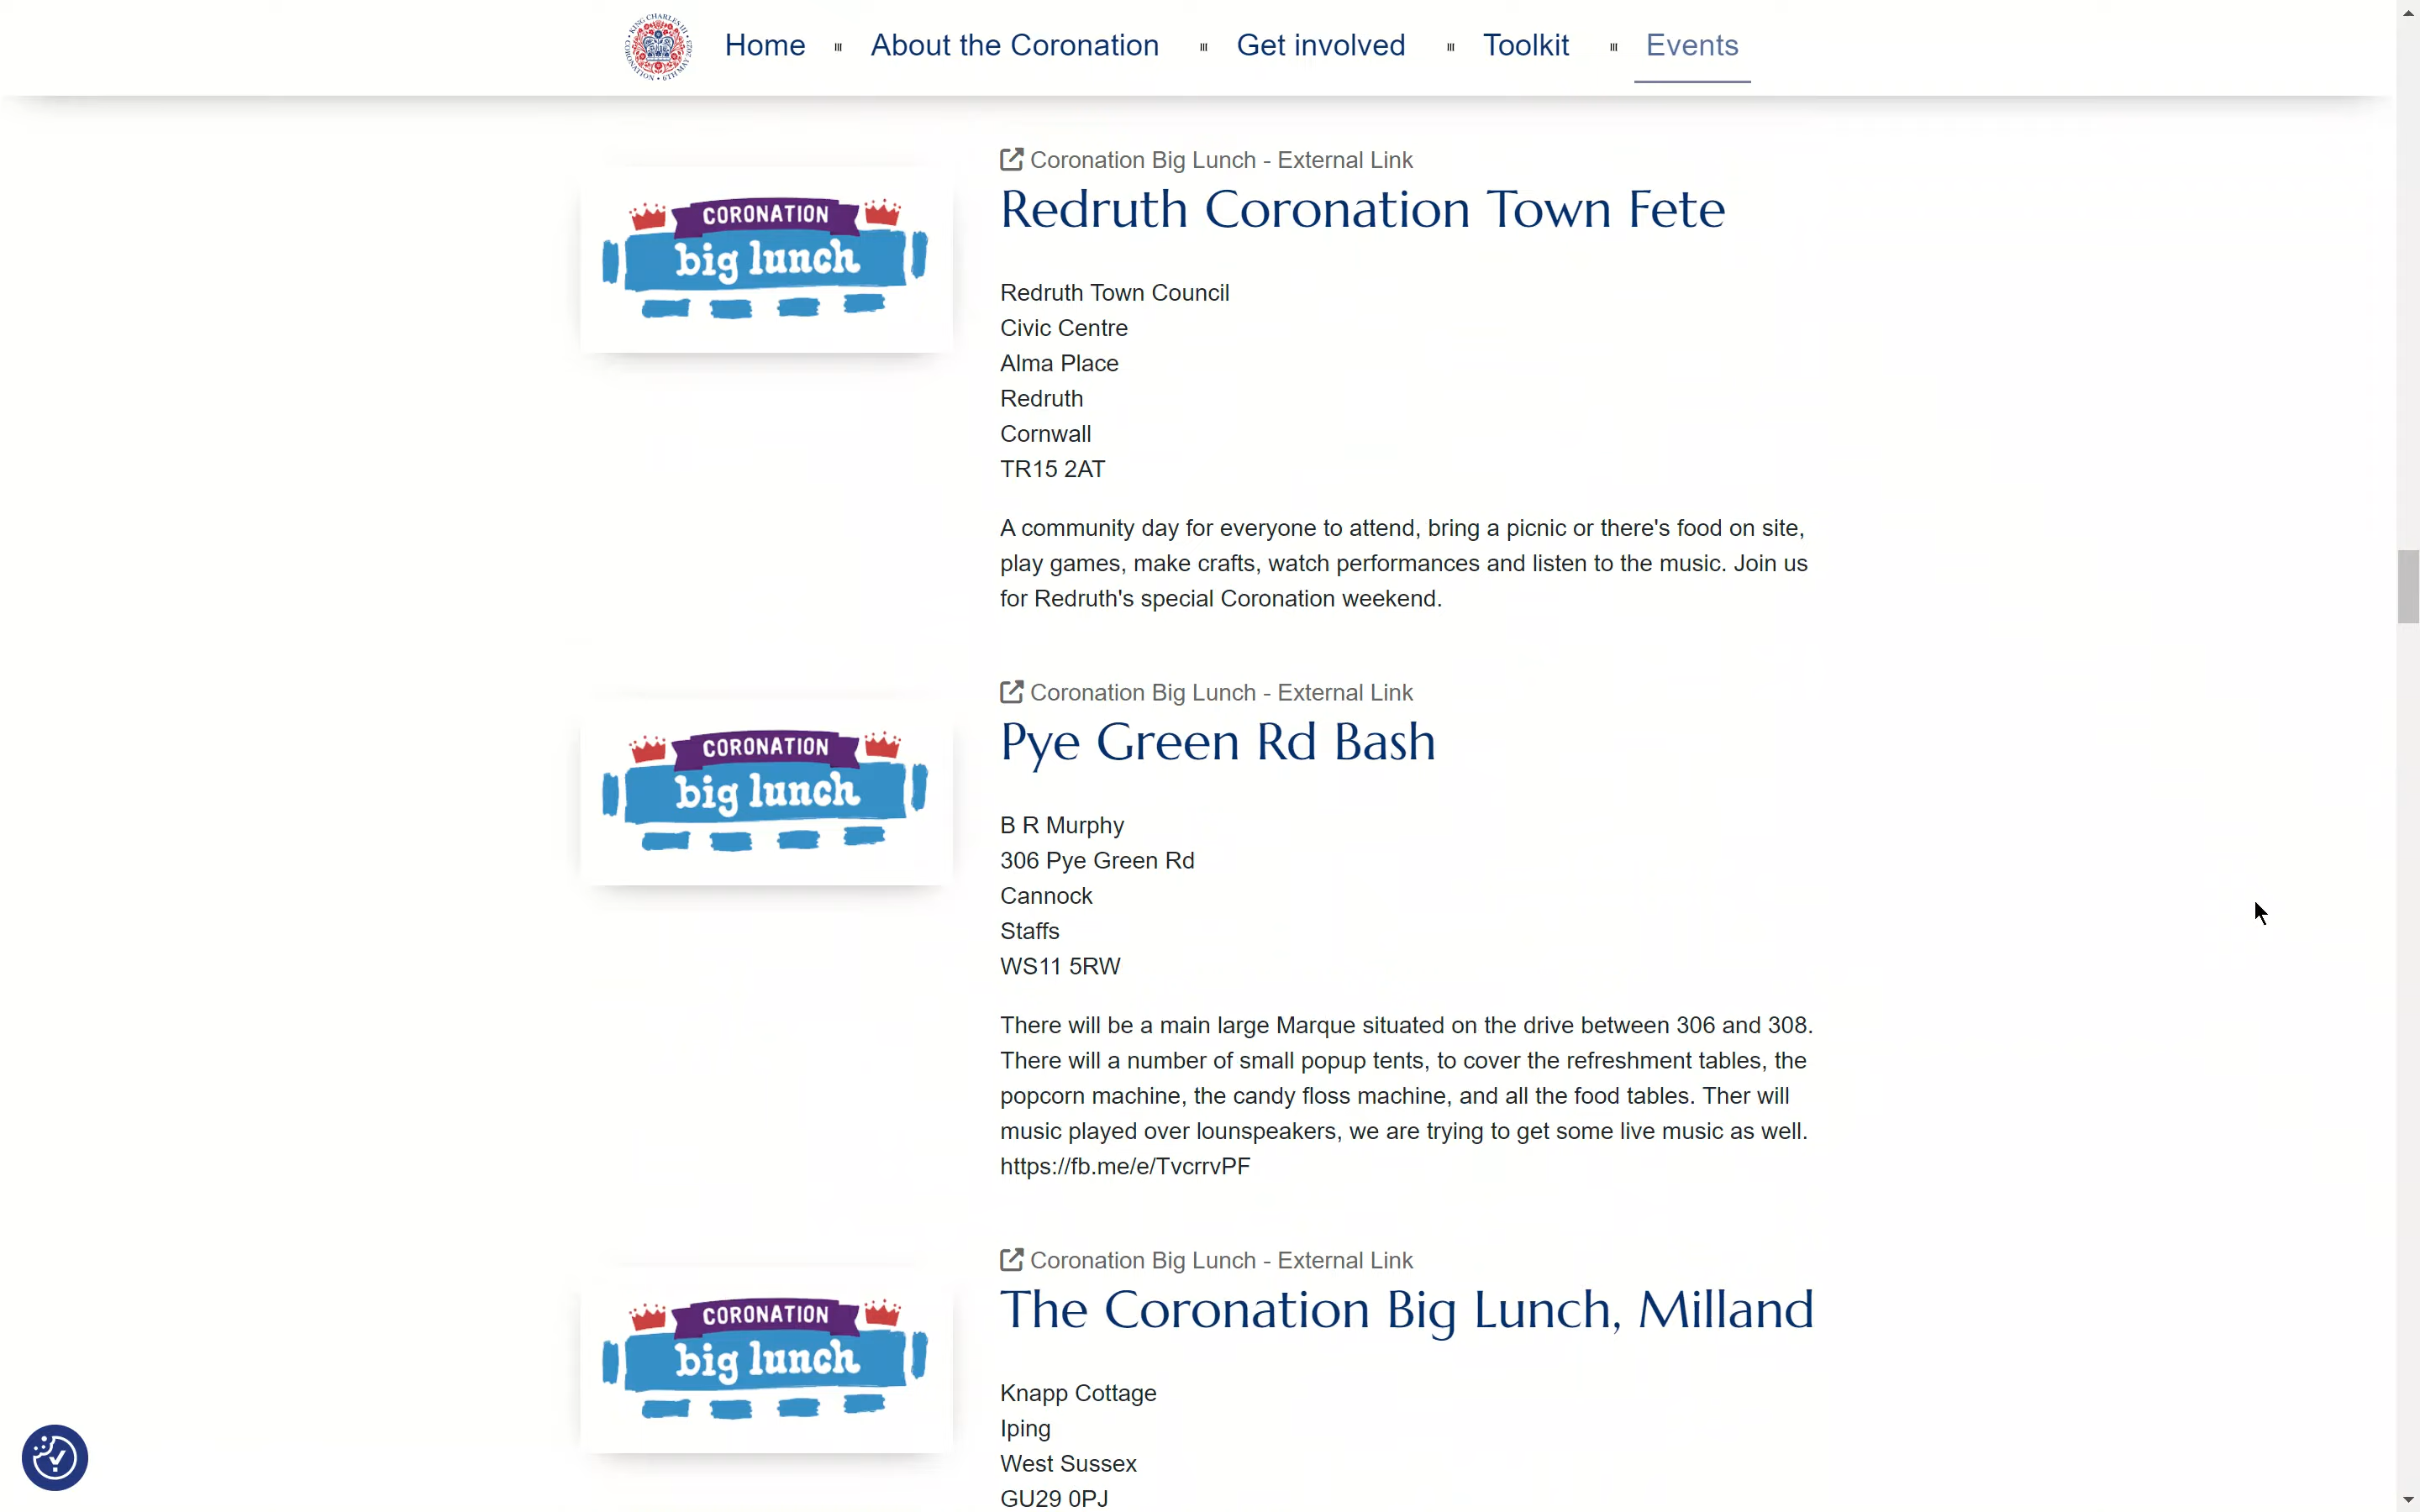 KING CHARLES III • CORONATION • 6TH MAY 2023
Home
About the Coronation
Get involved
Toolkit
Events
CORONATION
big lunch
Coronation Big Lunch - External Link
Redruth Coronation Town Fete
Redruth Town Council
Civic Centre
Alma Place
Redruth
Cornwall
TR15 2AT
A community day for everyone to attend, bring a picnic or there's food on site,
play games, make crafts, watch performances and listen to the music. Join us
for Redruth's special Coronation weekend.
CORONATION
big lunch
Coronation Big Lunch - External Link
Pye Green Rd Bash
B R Murphy
306 Pye Green Rd
Cannock
Staffs
WS11 5RW
There will be a main large Marque situated on the drive between 306 and 308.
There will a number of small popup tents, to cover the refreshment tables, the
popcorn machine, the candy floss machine, and all the food tables. Ther will
music played over lounspeakers, we are trying to get some live music as well.
https://fb.me/e/TvcrrvPF
CORONATION
big lunch
Coronation Big Lunch - External Link
The Coronation Big Lunch, Milland
Knapp Cottage
Iping
West Sussex
GU29 0PJ